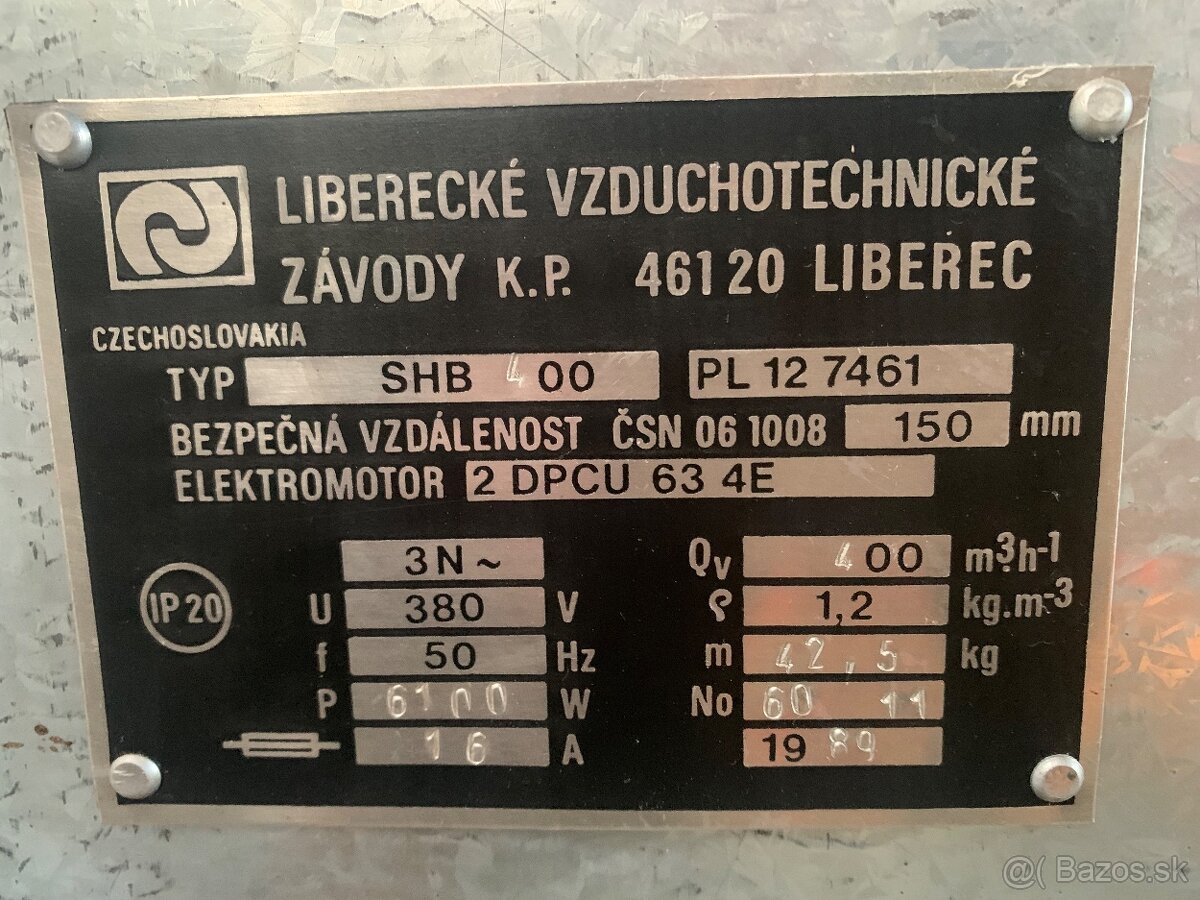 LIBERECKÉ VZDUCHOTECHNICKÉ
ZÁVODY K.P. 461 20 LIBEREC
CZECHOSLOVAKIA
TYP SHB 400 PL 12 7461
BEZPEČNÁ VZDÁLENOST ČSN 06 1008 150 mm
ELEKTROMOTOR 2 DPCU 63 4E
3N~ Qv 400 m³h-¹
IP 20 U 380 V ρ 1,2 kg.m-³
f 50 Hz m 42,5 kg
P 6100 W No 60 11
16 A 1989
@( Bazos.sk